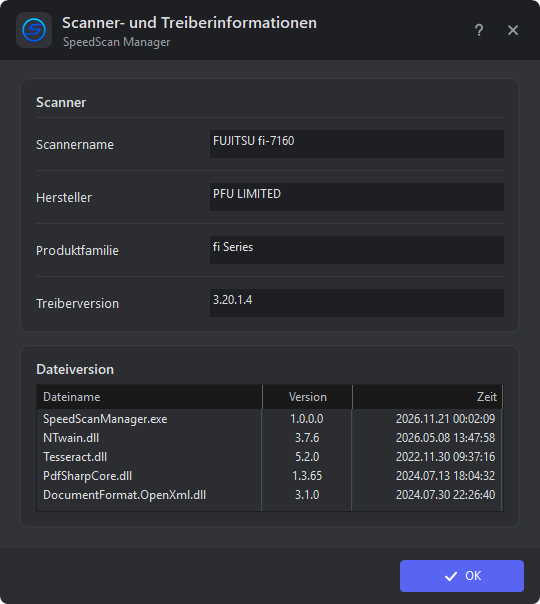 Scanner- und Treiberinformationen
SpeedScan Manager
?
Scanner
Scannername FUJITSU fi-7160
Hersteller PFU LIMITED
Produktfamilie fi Series
Treiberversion 3.20.1.4
Dateiversion
Dateiname Version Zeit
SpeedScanManager.exe 1.0.0.0 2026.11.21 00:02:09
NTwain.dll 3.7.6 2026.05.08 13:47:58
Tesseract.dll 5.2.0 2022.11.30 09:37:16
PdfSharpCore.dll 1.3.65 2024.07.13 18:04:32
DocumentFormat.OpenXml.dll 3.1.0 2024.07.30 22:26:40
OK